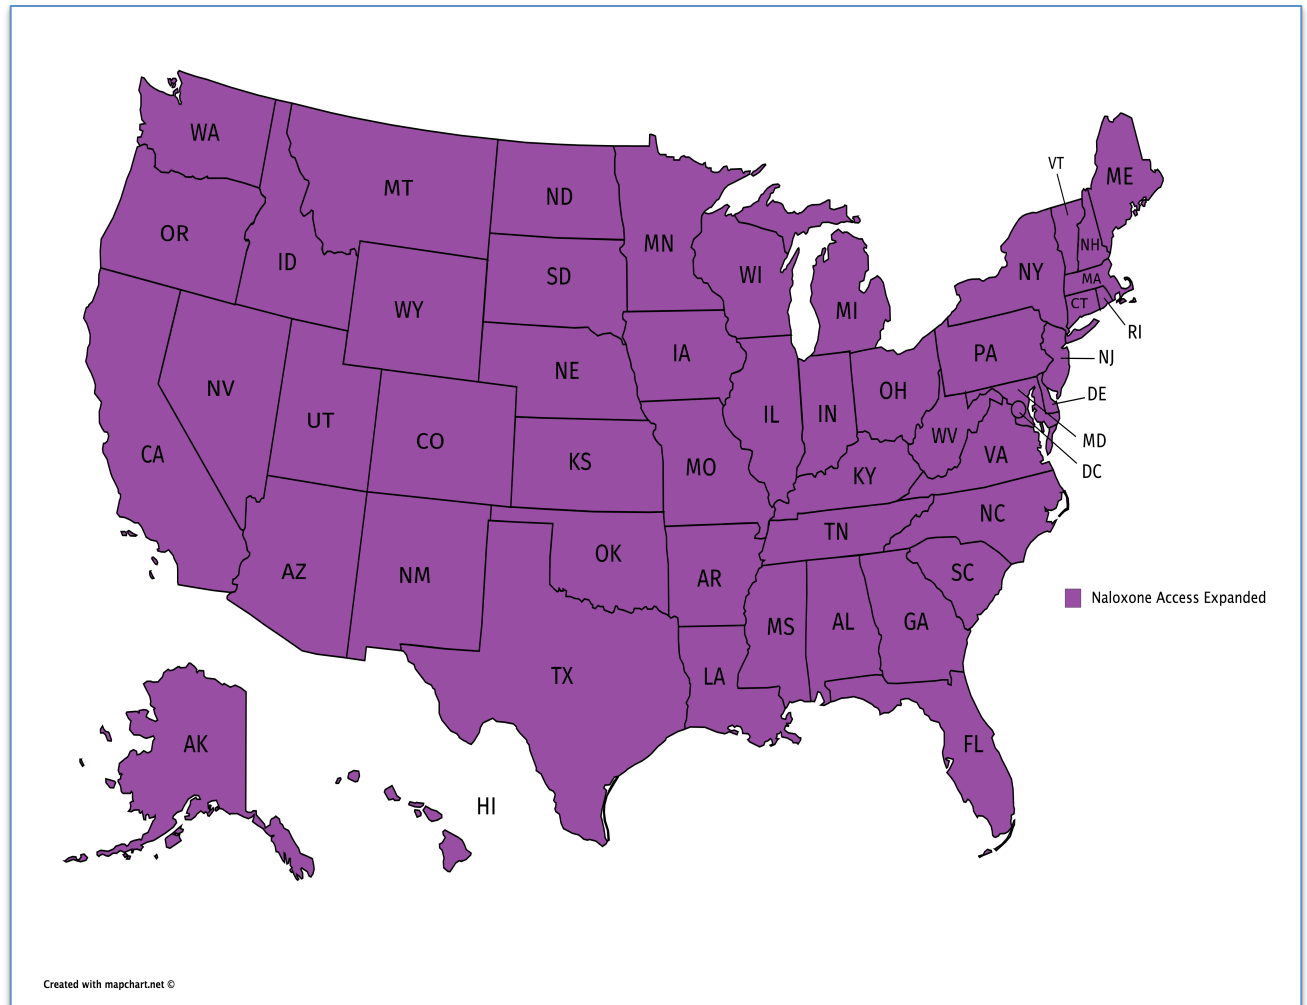 WA
VT
ME
MT
ND
OR
MN
NH
ID
SD
WI
NY
MA
WY
MI
CT
RI
IA
PA
NJ
NE
NV
OH
DE
UT
IL
IN
CO
WV
MD
CA
KS
MO
VA
DC
KY
NC
TN
OK
AZ
NM
AR
SC
Naloxone Access Expanded
MS
AL
GA
TX
LA
AK
FL
HI
Created with mapchart.net ©